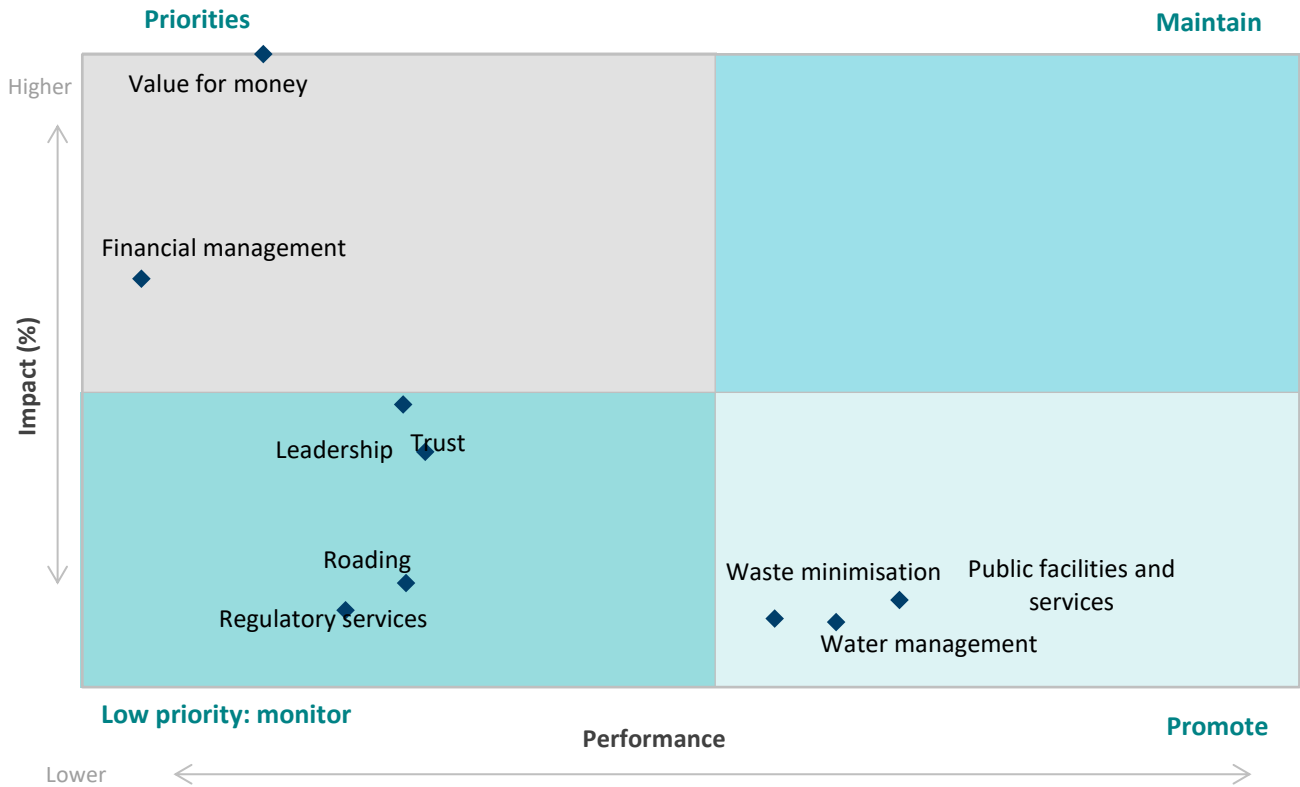 Priorities
Maintain
Higher
Value for money
Financial management
Impact (%)
Leadership
Trust
Roading
Regulatory services
Waste minimisation
Public facilities and
services
Water management
Low priority: monitor
Performance
Promote
Lower